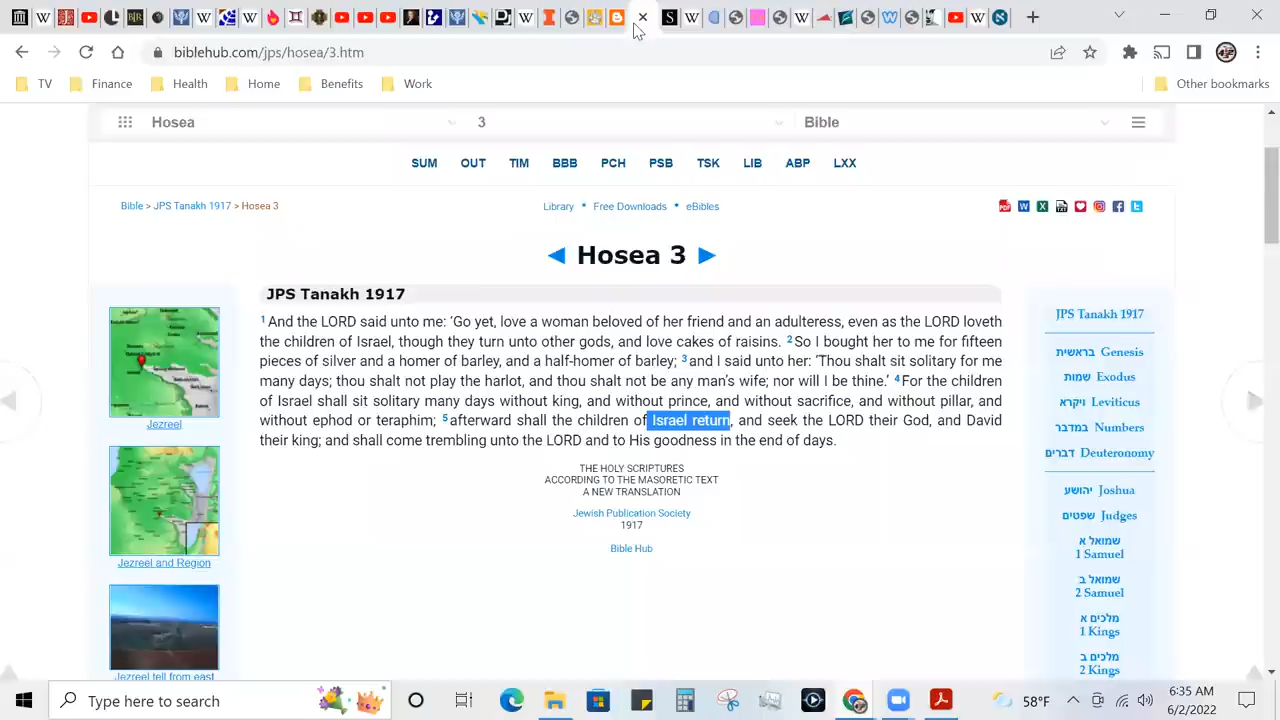 biblehub.com/jps/hosea/3.htm
TV Finance Health Home Benefits Work Other bookmarks
Hosea 3 Bible
SUM OUT TIM BBB PCH PSB TSK LIB ABP LXX
Bible > JPS Tanakh 1917 > Hosea 3
Library • Free Downloads • eBibles
◄ Hosea 3 ►
JPS Tanakh 1917
1 And the LORD said unto me: 'Go yet, love a woman beloved of her friend and an adulteress, even as the LORD loveth
the children of Israel, though they turn unto other gods, and love cakes of raisins. 2 So I bought her to me for fifteen
pieces of silver and a homer of barley, and a half-homer of barley; 3 and I said unto her: 'Thou shalt sit solitary for me
many days; thou shalt not play the harlot, and thou shalt not be any man's wife; nor will I be thine.' 4 For the children
of Israel shall sit solitary many days without king, and without prince, and without sacrifice, and without pillar, and
without ephod or teraphim; 5 afterward shall the children of Israel return, and seek the LORD their God, and David
their king; and shall come trembling unto the LORD and to His goodness in the end of days.
THE HOLY SCRIPTURES
ACCORDING TO THE MASORETIC TEXT
A NEW TRANSLATION
Jewish Publication Society
1917
Bible Hub
Jezreel
Jezreel and Region
Jezreel tell from east
JPS Tanakh 1917
בראשית Genesis
שמות Exodus
ויקרא Leviticus
במדבר Numbers
דברים Deuteronomy
יהושע Joshua
שפטים Judges
שמואל א
1 Samuel
שמואל ב
2 Samuel
מלכים א
1 Kings
מלכים ב
2 Kings
Type here to search
58°F
6:35 AM
6/2/2022